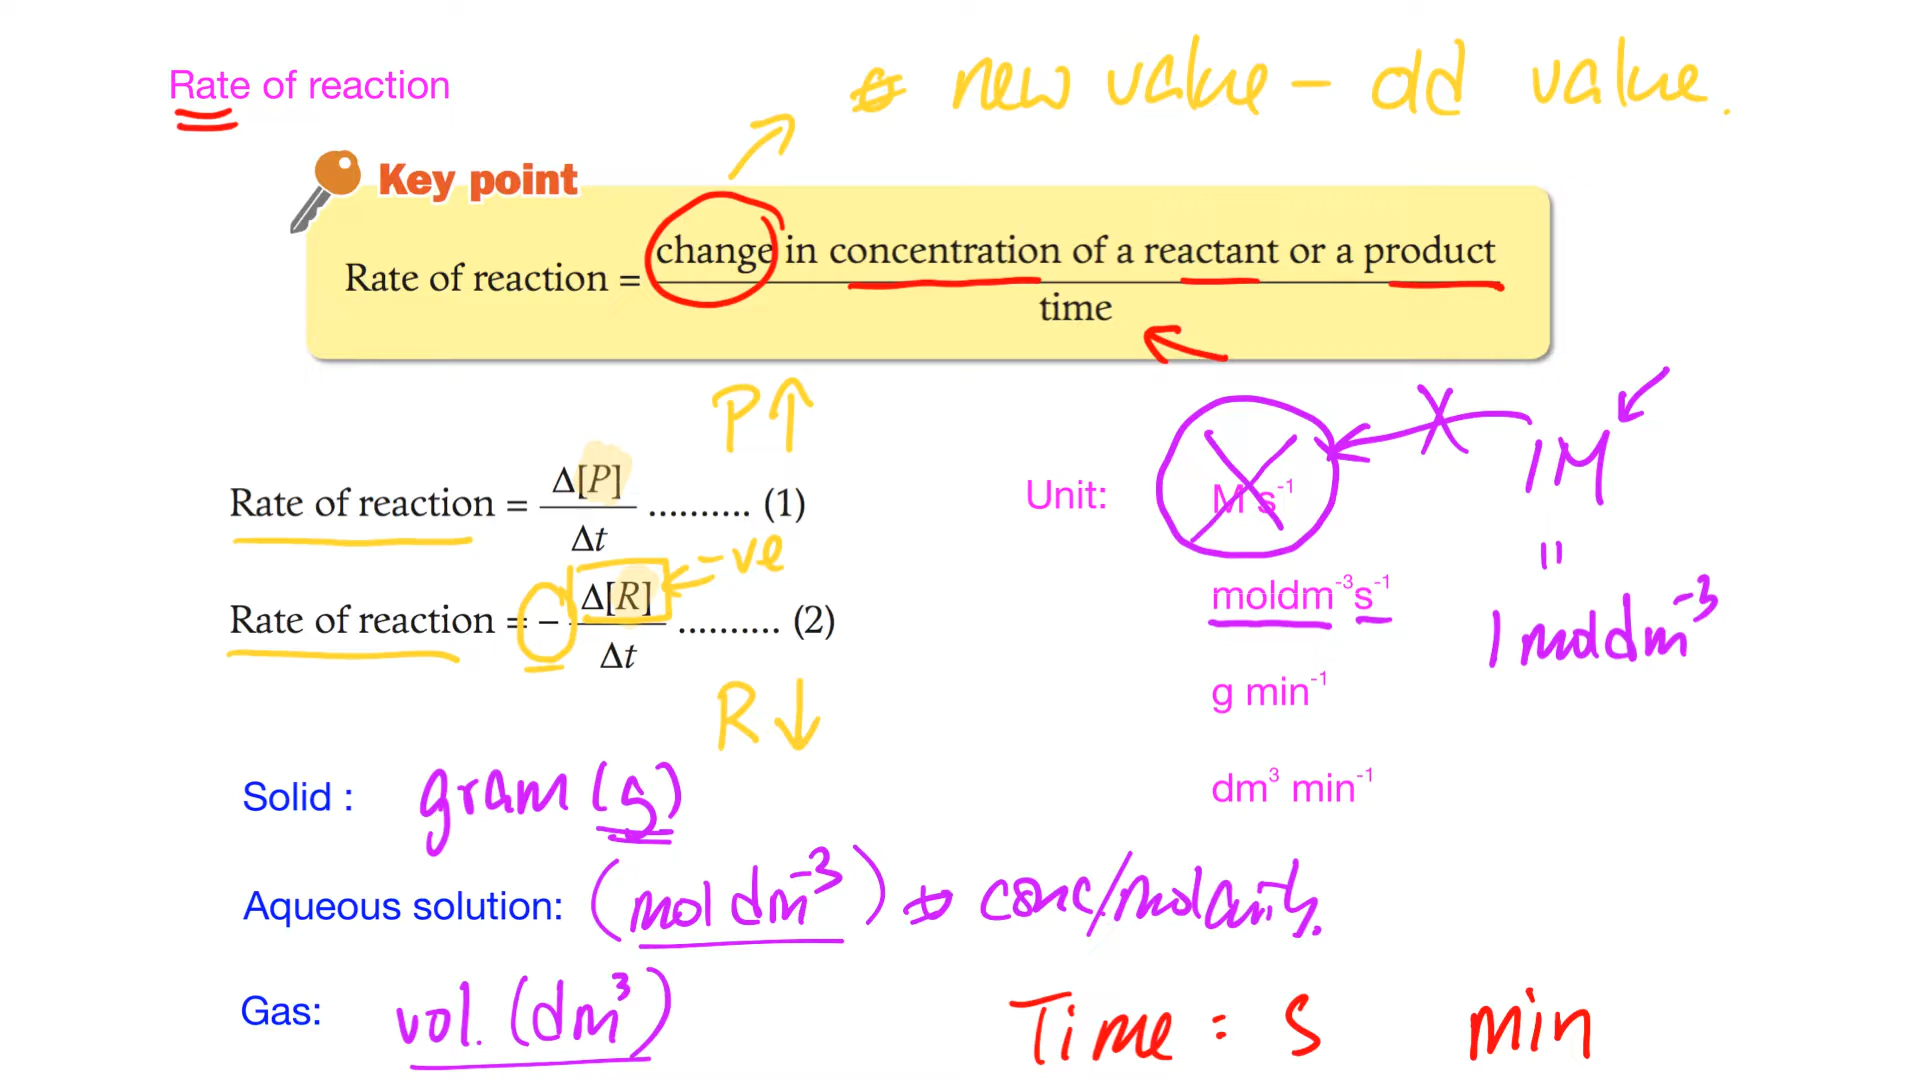 Rate of reaction
new value – old value.
Key point
Rate of reaction = change in concentration of a reactant or a product / time
P↑
Rate of reaction = Δ[P] / Δt .......... (1)
-ve
Rate of reaction = – Δ[R] / Δt .......... (2)
R↓
Unit: M s⁻¹
1M
=
1 moldm⁻³
moldm⁻³s⁻¹
g min⁻¹
dm³ min⁻¹
Solid : gram (g)
Aqueous solution: (mol dm⁻³) conc/molarity.
Gas: vol. (dm³)
Time : s min